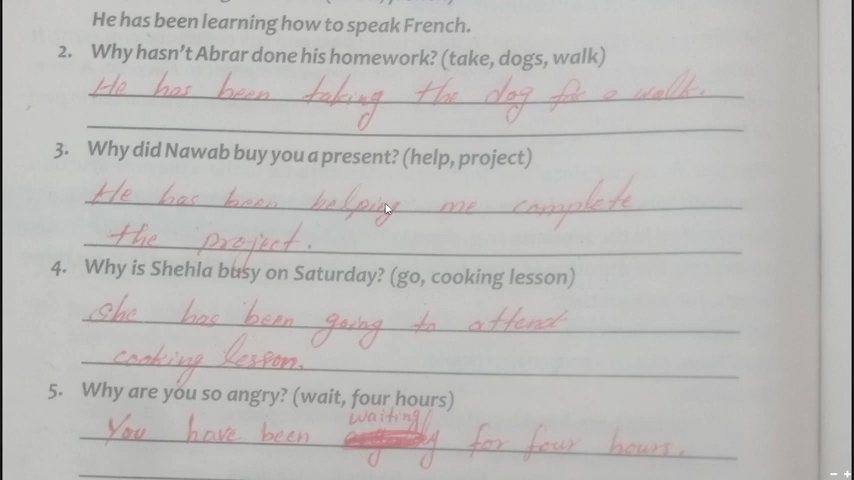 He has been learning how to speak French.
2. Why hasn't Abrar done his homework? (take, dogs, walk)
He has been taking the dog for a walk.
3. Why did Nawab buy you a present? (help, project)
He has been helping me complete
the project.
4. Why is Shehla busy on Saturday? (go, cooking lesson)
She has been going to attend
cooking lesson.
5. Why are you so angry? (wait, four hours)
waiting
You have been for four hours.